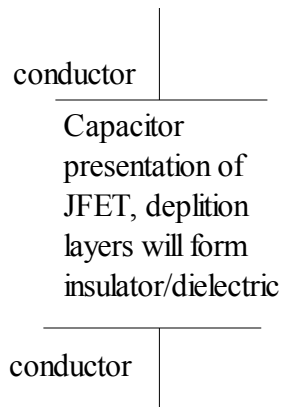 conductor
Capacitor
presentation of
JFET, deplition
layers will form
insulator/dielectric
conductor